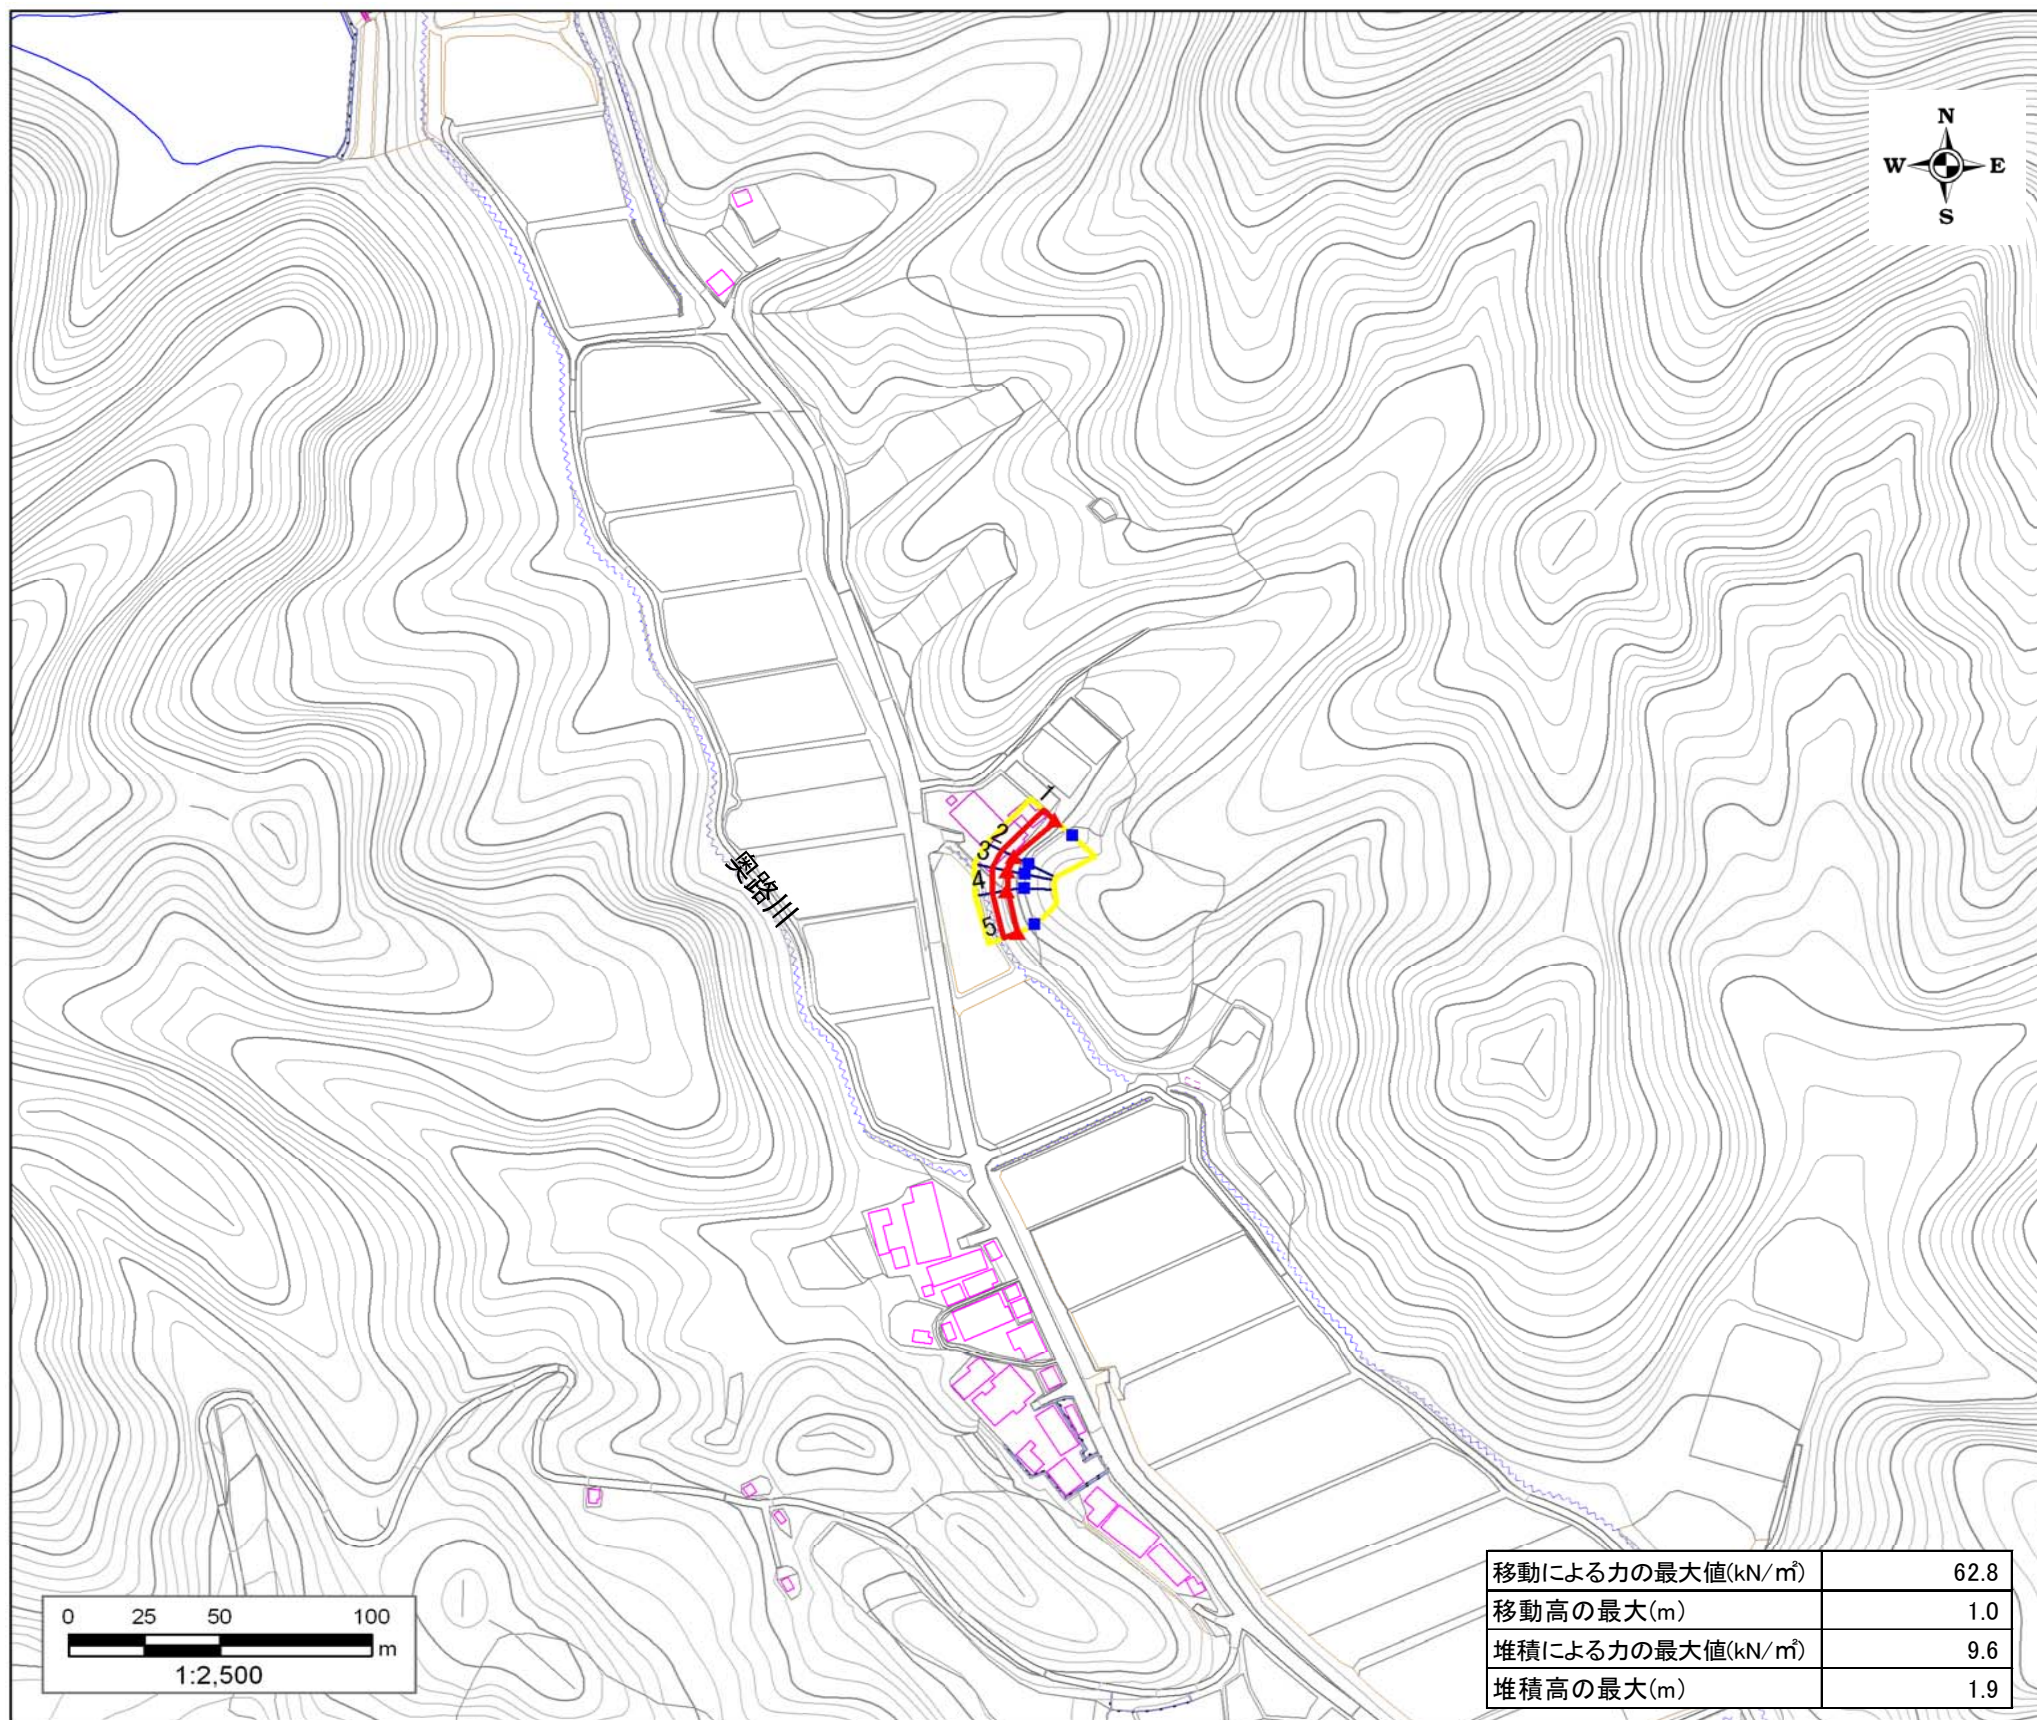 N
W E
S
1
2
3
4
5
奥路川
0 25 50 100
m
1:2,500
移動による力の最大値(kN/㎡) 62.8
移動高の最大(m) 1.0
堆積による力の最大値(kN/㎡) 9.6
堆積高の最大(m) 1.9